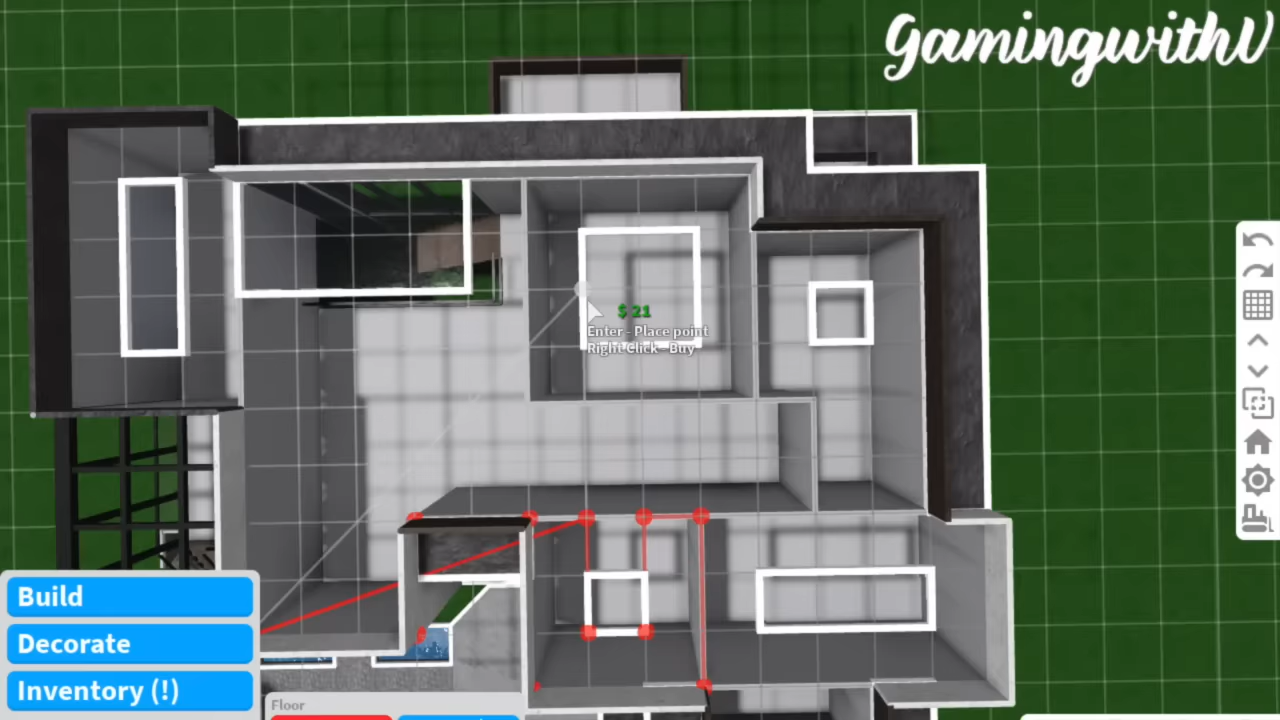 GamingwithV
$ 21
Enter - Place point
Right Click - Buy
Build
Decorate
Inventory (!)
Floor